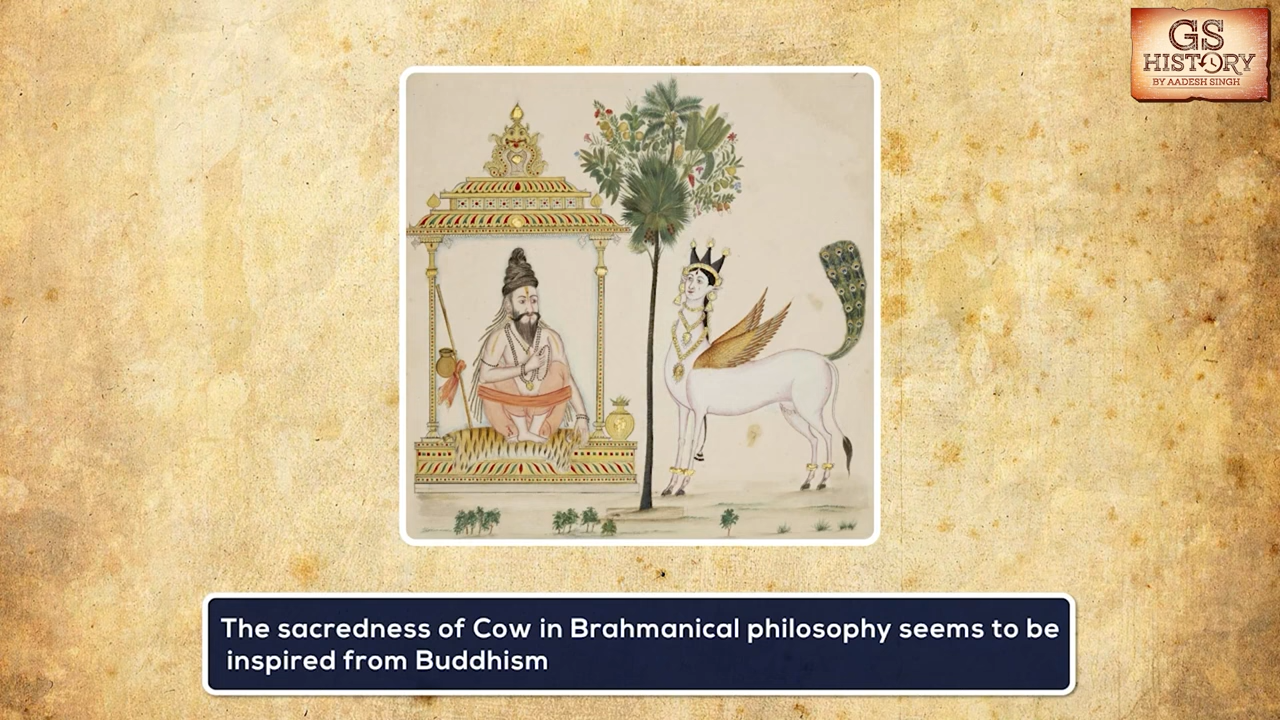 GS
HISTORY
BY AADESH SINGH
The sacredness of Cow in Brahmanical philosophy seems to be
inspired from Buddhism